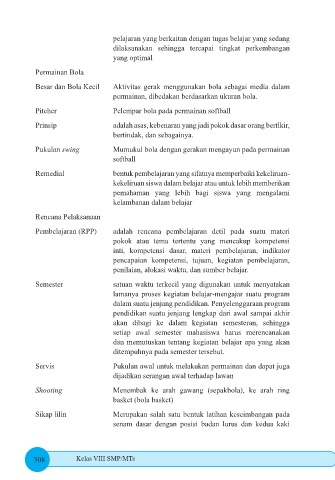 pelajaran yang berkaitan dengan tugas belajar yang sedang
dilaksanakan sehingga tercapai tingkat perkembangan
yang optimal
Permainan Bola
Besar dan Bola Kecil Aktivitas gerak menggunakan bola sebagai media dalam
permainan, dibedakan berdasarkan ukuran bola.
Pitcher Pelempar bola pada permainan softball
Prinsip adalah asas, kebenaran yang jadi pokok dasar orang berfikir,
bertindak, dan sebagainya.
Pukulan swing Mumukul bola dengan gerakan mengayun pada permainan
softball
Remedial bentuk pembelajaran yang sifatnya memperbaiki kekeliruan-
kekeliruan siswa dalam belajar atau untuk lebih memberikan
pemahaman yang lebih bagi siswa yang mengalami
kelambanan dalam belajar
Rencana Pelaksanaan
Pembelajaran (RPP) adalah rencana pembelajaran detil pada suatu materi
pokok atau tema tertentu yang mencakup kompetensi
inti, kompetensi dasar, materi pembelajaran, indikator
pencapaian kompetensi, tujuan, kegiatan pembelajaran,
penilaian, alokasi waktu, dan sumber belajar.
Semester satuan waktu terkecil yang digunakan untuk menyatakan
lamanya proses kegiatan belajar-mengajar suatu program
dalam suatu jenjang pendidikan. Penyelenggaraan program
pendidikan suatu jenjang lengkap dari awal sampai akhir
akan dibagi ke dalam kegiatan semesteran, sehingga
setiap awal semester mahasiswa harus merencanakan
dan memutuskan tentang kegiatan belajar apa yang akan
ditempuhnya pada semester tersebut.
Servis Pukulan awal untuk melakukan permainan dan dapat juga
dijadikan serangan awal terhadap lawan
Shooting Menembak ke arah gawang (sepakbola), ke arah ring
basket (bola basket)
Sikap lilin Merupakan salah satu bentuk latihan keseimbangan pada
senam dasar dengan posisi badan lurus dan kedua kaki
308 Kelas VIII SMP/MTs